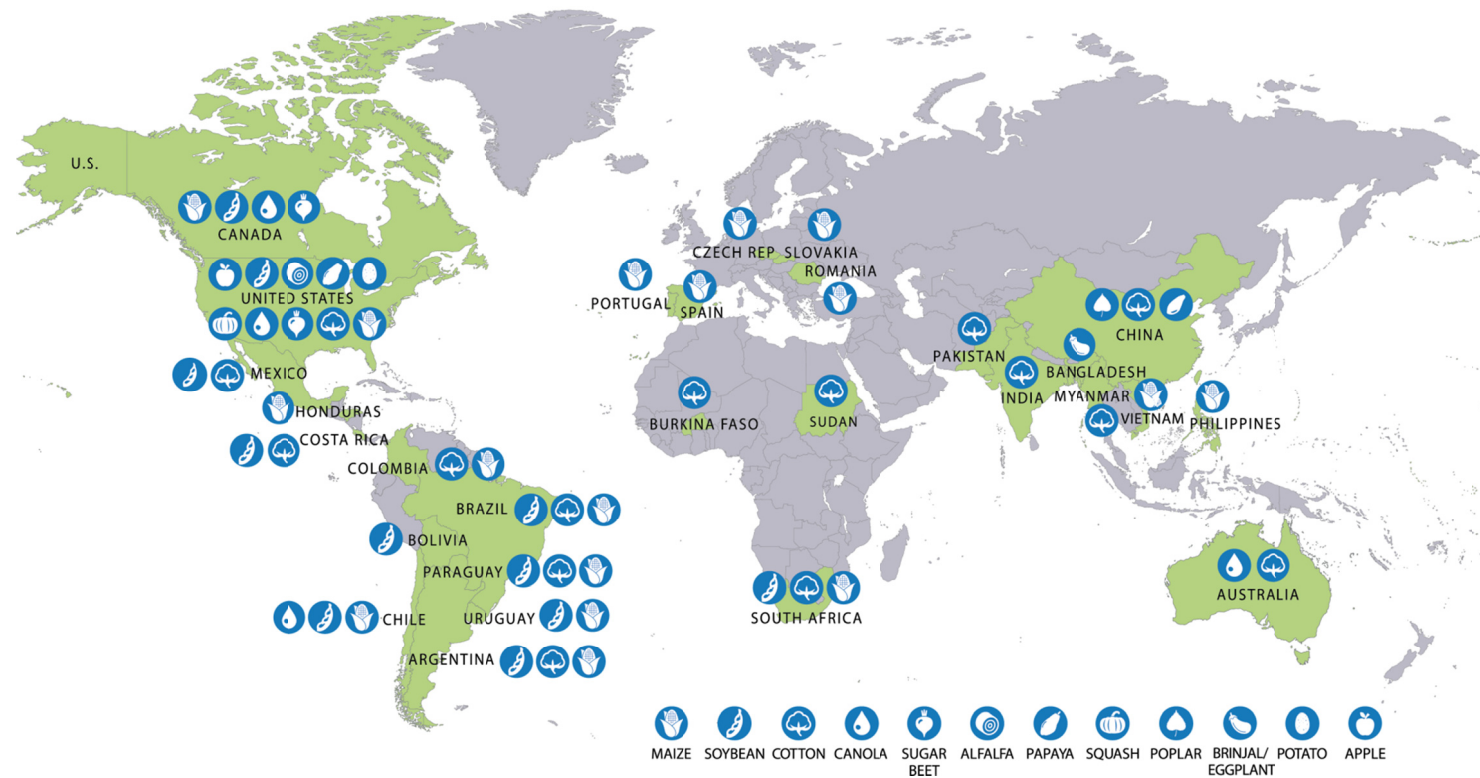 U.S.
CANADA
UNITED STATES
MEXICO
HONDURAS
COSTA RICA
COLOMBIA
BRAZIL
BOLIVIA
PARAGUAY
CHILE
URUGUAY
ARGENTINA
CZECH REP
SLOVAKIA
ROMANIA
PORTUGAL
SPAIN
BURKINA FASO
SUDAN
SOUTH AFRICA
PAKISTAN
INDIA
CHINA
BANGLADESH
MYANMAR
VIETNAM
PHILIPPINES
AUSTRALIA
MAIZE
SOYBEAN
COTTON
CANOLA
SUGAR
BEET
ALFALFA
PAPAYA
SQUASH
POPLAR
BRINJAL/
EGGPLANT
POTATO
APPLE